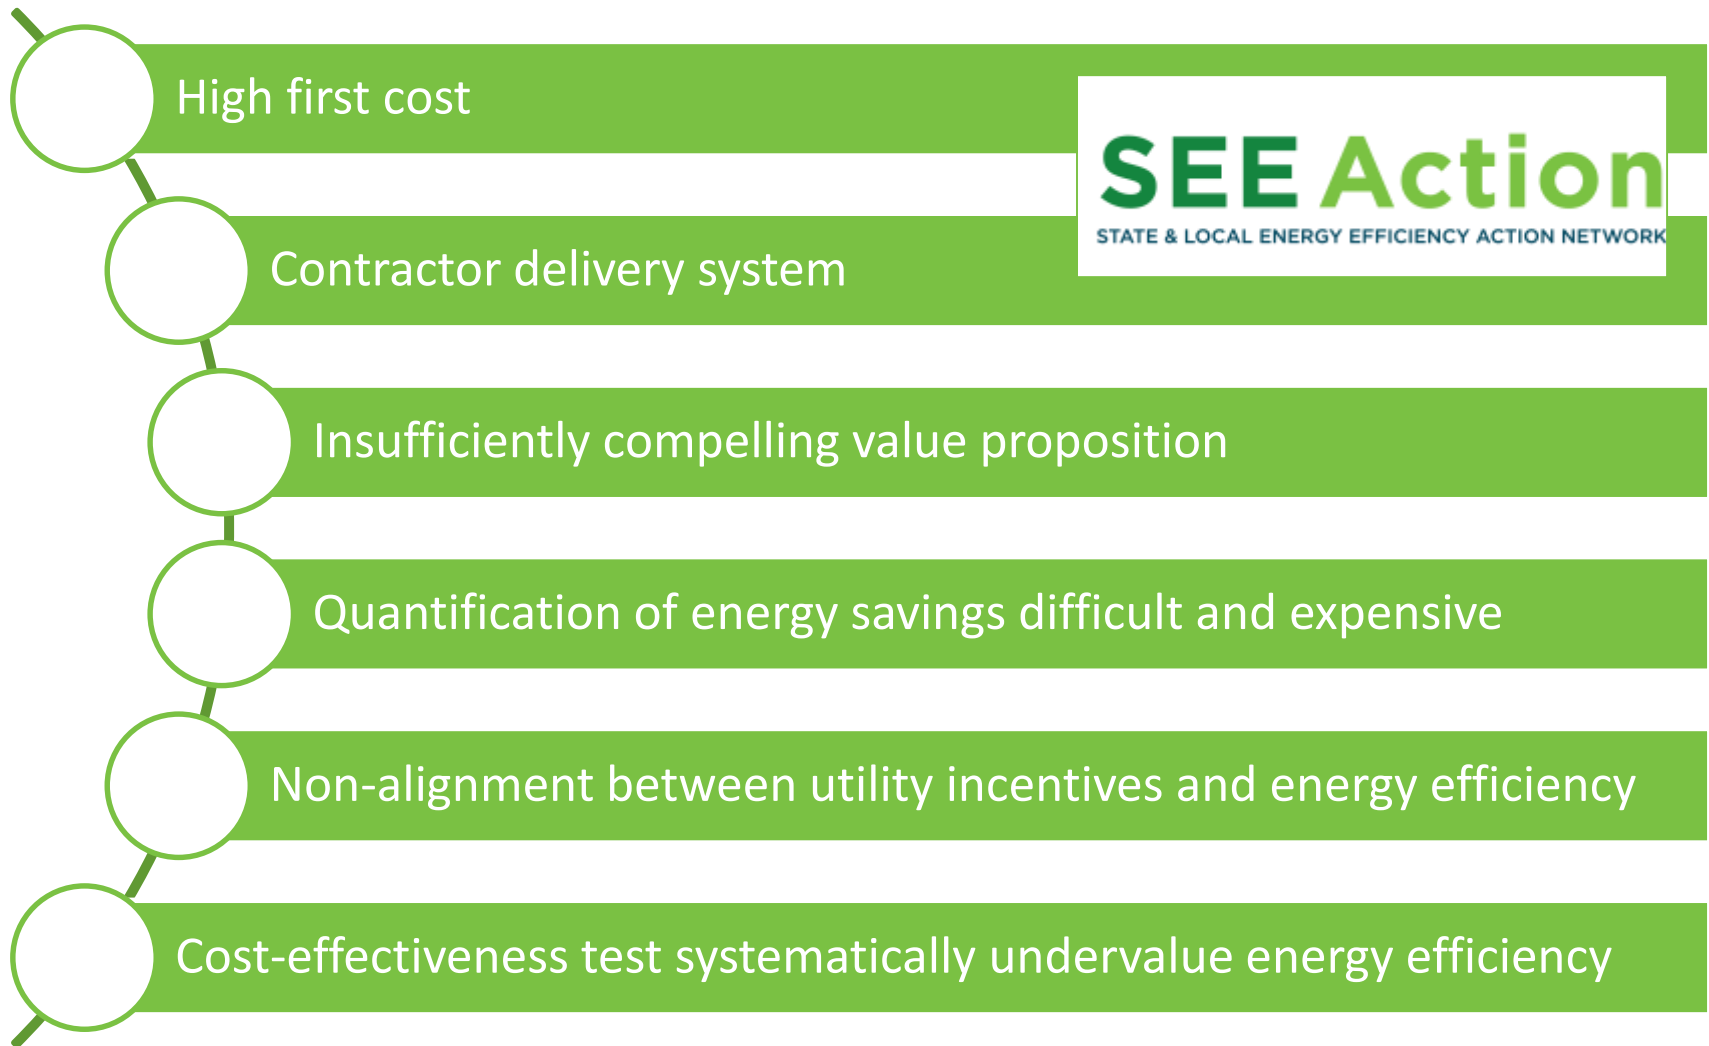 High first cost
SEE Action
STATE & LOCAL ENERGY EFFICIENCY ACTION NETWORK
Contractor delivery system
Insufficiently compelling value proposition
Quantification of energy savings difficult and expensive
Non-alignment between utility incentives and energy efficiency
Cost-effectiveness test systematically undervalue energy efficiency